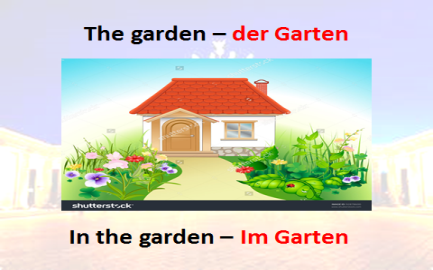 The garden – der Garten
shutterstock
In the garden – Im Garten